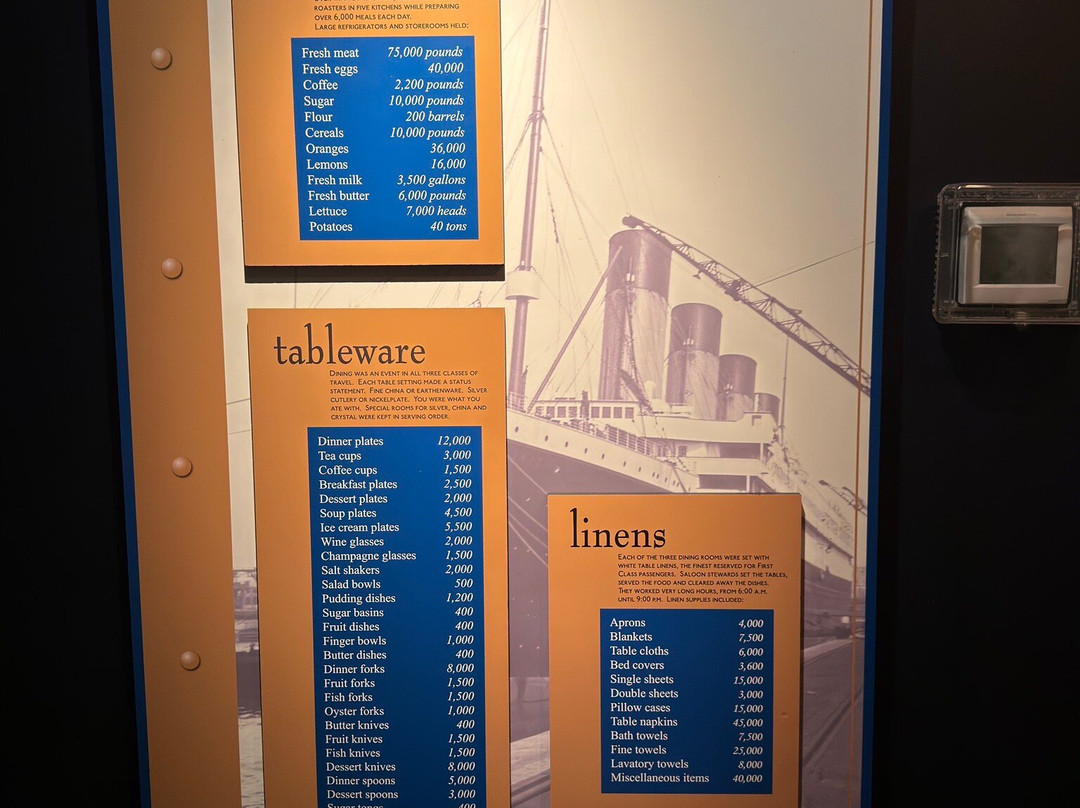 ROASTERS IN FIVE KITCHENS WHILE PREPARING
OVER 6,000 MEALS EACH DAY.
LARGE REFRIGERATORS AND STOREROOMS HELD:
Fresh meat 75,000 pounds
Fresh eggs 40,000
Coffee 2,200 pounds
Sugar 10,000 pounds
Flour 200 barrels
Cereals 10,000 pounds
Oranges 36,000
Lemons 16,000
Fresh milk 3,500 gallons
Fresh butter 6,000 pounds
Lettuce 7,000 heads
Potatoes 40 tons
tableware
DINING WAS AN EVENT IN ALL THREE CLASSES OF
TRAVEL. EACH TABLE SETTING MADE A STATUS
STATEMENT. FINE CHINA OR EARTHENWARE. SILVER
CUTLERY OR NICKELPLATE. YOU WERE WHAT YOU
ATE WITH. SPECIAL ROOMS FOR SILVER, CHINA AND
CRYSTAL WERE KEPT IN SERVING ORDER.
Dinner plates 12,000
Tea cups 3,000
Coffee cups 1,500
Breakfast plates 2,500
Dessert plates 2,000
Soup plates 4,500
Ice cream plates 5,500
Wine glasses 2,000
Champagne glasses 1,500
Salt shakers 2,000
Salad bowls 500
Pudding dishes 1,200
Sugar basins 400
Fruit dishes 400
Finger bowls 1,000
Butter dishes 400
Dinner forks 8,000
Fruit forks 1,500
Fish forks 1,500
Oyster forks 1,000
Butter knives 400
Fruit knives 1,500
Fish knives 1,500
Dessert knives 8,000
Dinner spoons 5,000
Dessert spoons 3,000
Sugar tongs 400
linens
EACH OF THE THREE DINING ROOMS WERE SET WITH
WHITE TABLE LINENS, THE FINEST RESERVED FOR FIRST
CLASS PASSENGERS. SALOON STEWARDS SET THE TABLES,
SERVED THE FOOD AND CLEARED AWAY THE DISHES.
THEY WORKED VERY LONG HOURS, FROM 6:00 A.M.
UNTIL 9:00 P.M. LINEN SUPPLIES INCLUDED:
Aprons 4,000
Blankets 7,500
Table cloths 6,000
Bed covers 3,600
Single sheets 15,000
Double sheets 3,000
Pillow cases 15,000
Table napkins 45,000
Bath towels 7,500
Fine towels 25,000
Lavatory towels 8,000
Miscellaneous items 40,000